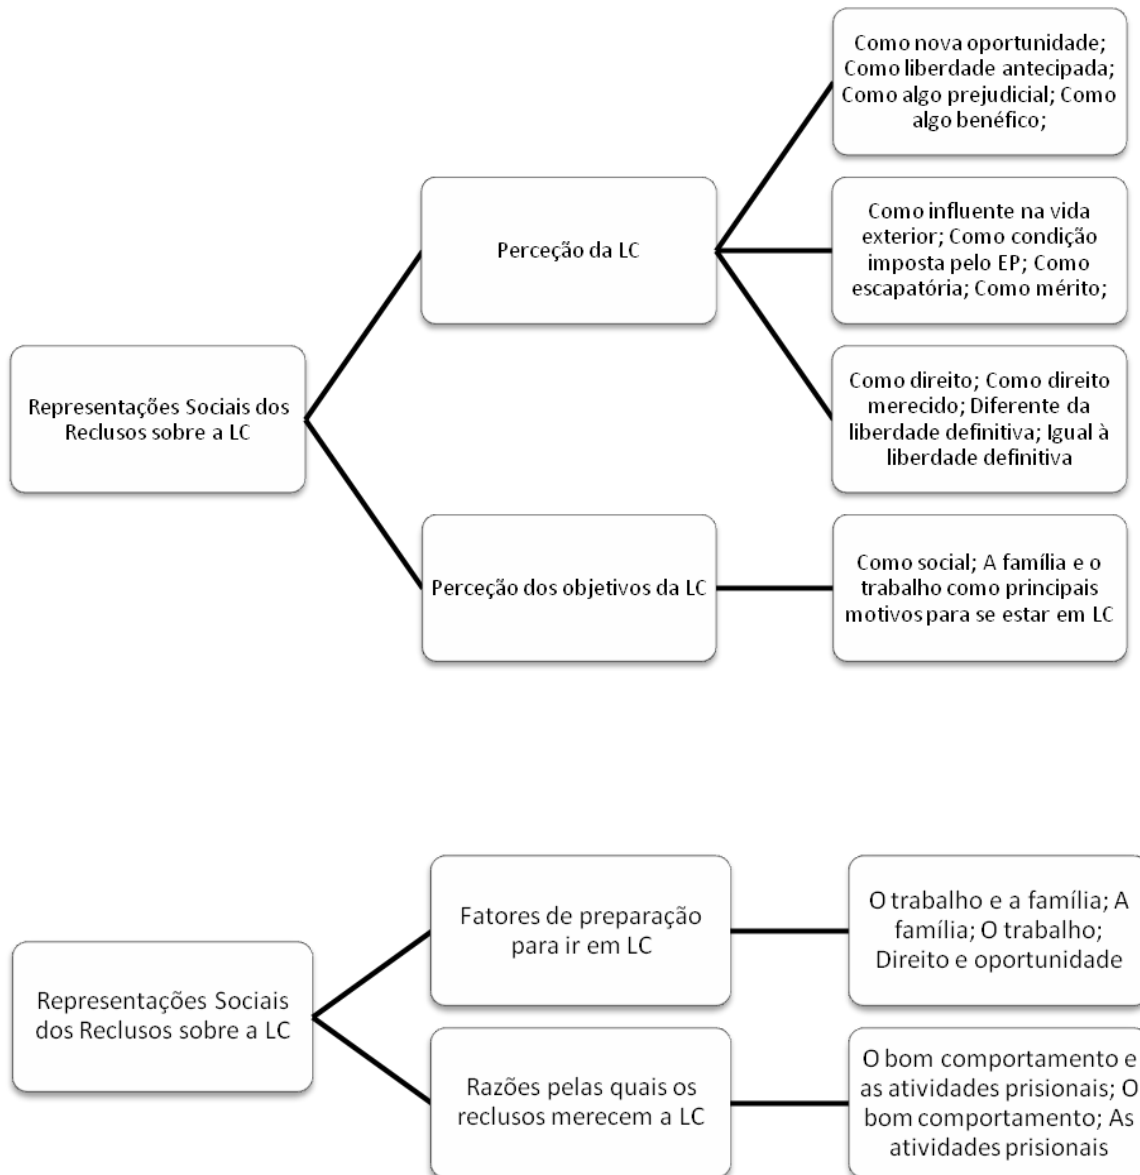 Como nova oportunidade;
Como liberdade antecipada;
Como algo prejudicial; Como
algo benéfico;
Perceção da LC
Como influente na vida
exterior; Como condição
imposta pelo EP; Como
escapatória; Como mérito;
Representações Sociais dos
Reclusos sobre a LC
Como direito; Como direito
merecido; Diferente da
liberdade definitiva; Igual à
liberdade definitiva
Perceção dos objetivos da LC
Como social; A família e o
trabalho como principais
motivos para se estar em LC
Representações Sociais
dos Reclusos sobre a LC
Fatores de preparação
para ir em LC
O trabalho e a família; A
família; O trabalho;
Direito e oportunidade
Razões pelas quais os
reclusos merecem a LC
O bom comportamento e
as atividades prisionais; O
bom comportamento; As
atividades prisionais